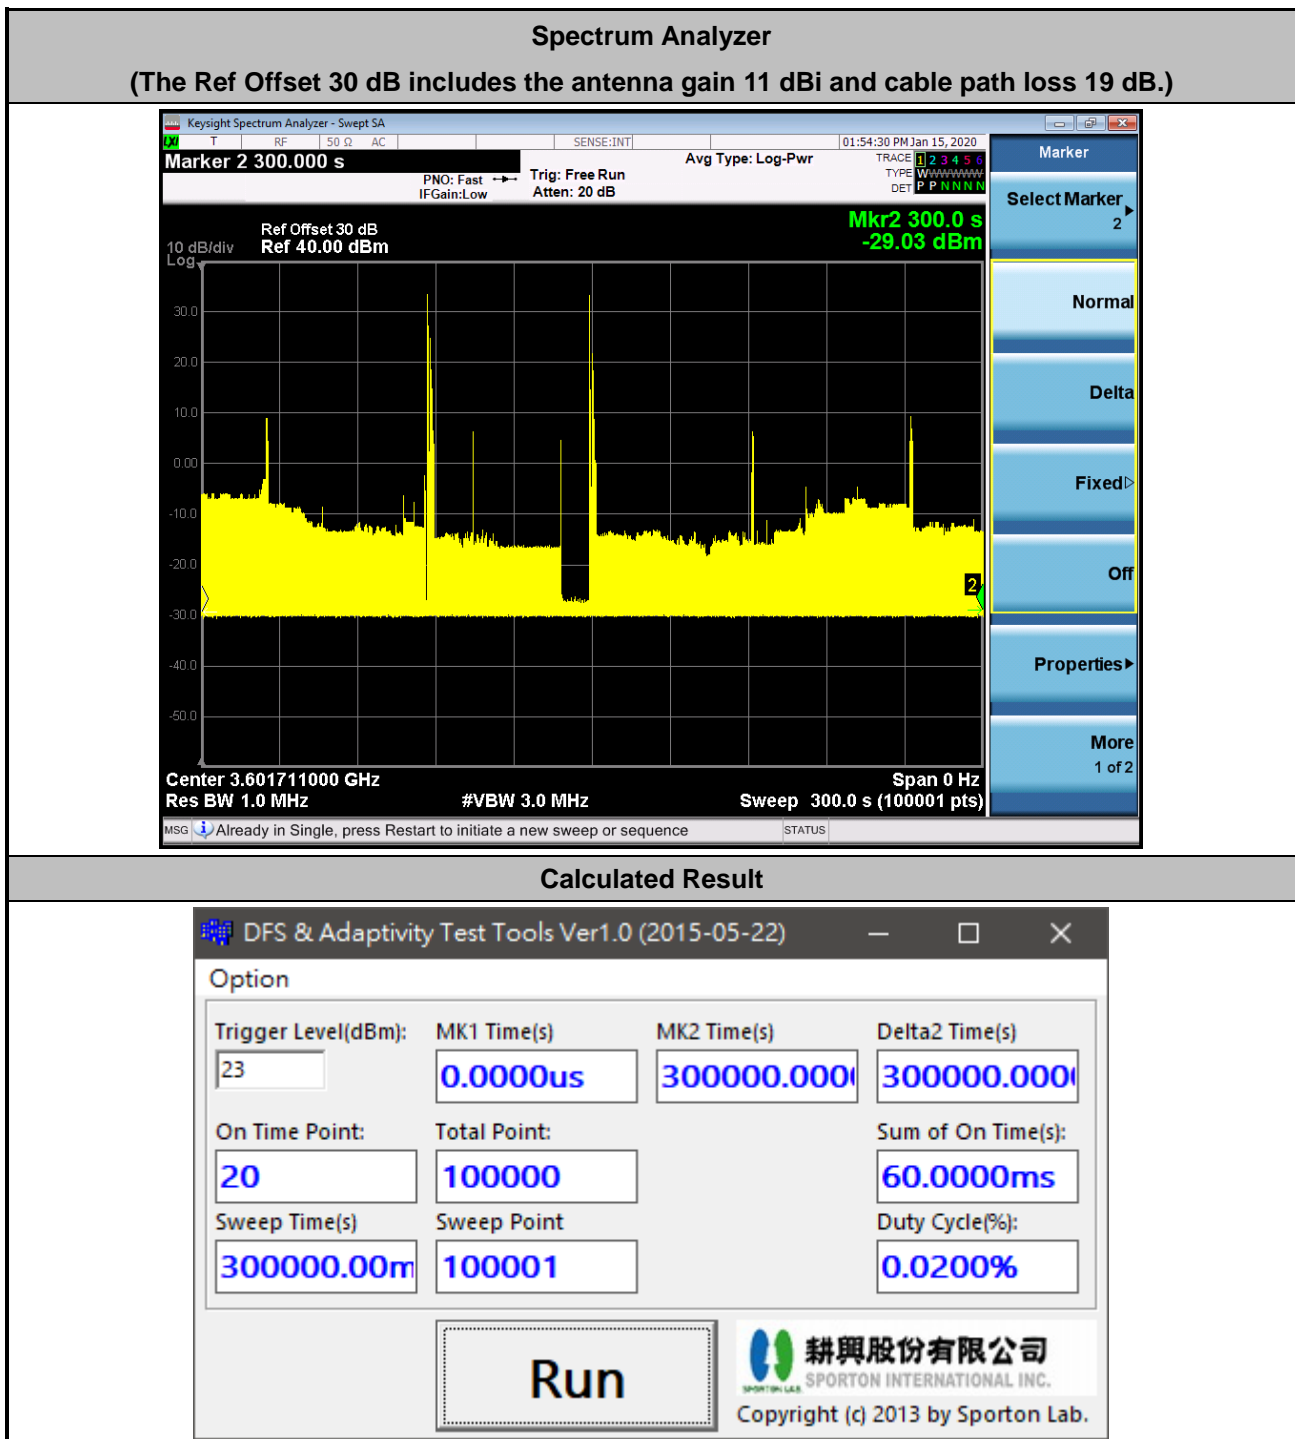 Spectrum Analyzer
(The Ref Offset 30 dB includes the antenna gain 11 dBi and cable path loss 19 dB.)
Keysight Spectrum Analyzer - Swept SA
LXI T RF 50 Ω AC SENSE:INT 01:54:30 PM Jan 15, 2020
Marker 2 300.000 s
PNO: Fast
IFGain:Low
Trig: Free Run
Atten: 20 dB
Avg Type: Log-Pwr
TRACE 1 2 3 4 5 6
TYPE WWWWWW
DET P P N N N N
Marker
Select Marker
2
Normal
Delta
Fixed
Off
Properties
More
1 of 2
Mkr2 300.0 s
-29.03 dBm
Ref Offset 30 dB
10 dB/div Ref 40.00 dBm
Log
30.0
20.0
10.0
0.00
-10.0
-20.0
-30.0
-40.0
-50.0
2
Center 3.601711000 GHz Span 0 Hz
Res BW 1.0 MHz #VBW 3.0 MHz Sweep 300.0 s (100001 pts)
MSG Already in Single, press Restart to initiate a new sweep or sequence STATUS
Calculated Result
DFS & Adaptivity Test Tools Ver1.0 (2015-05-22)
Option
Trigger Level(dBm): MK1 Time(s) MK2 Time(s) Delta2 Time(s)
23 0.0000us 300000.000 300000.000
On Time Point: Total Point: Sum of On Time(s):
20 100000 60.0000ms
Sweep Time(s) Sweep Point Duty Cycle(%):
300000.00m 100001 0.0200%
Run
耕興股份有限公司
SPORTON LAB. SPORTON INTERNATIONAL INC.
Copyright (c) 2013 by Sporton Lab.